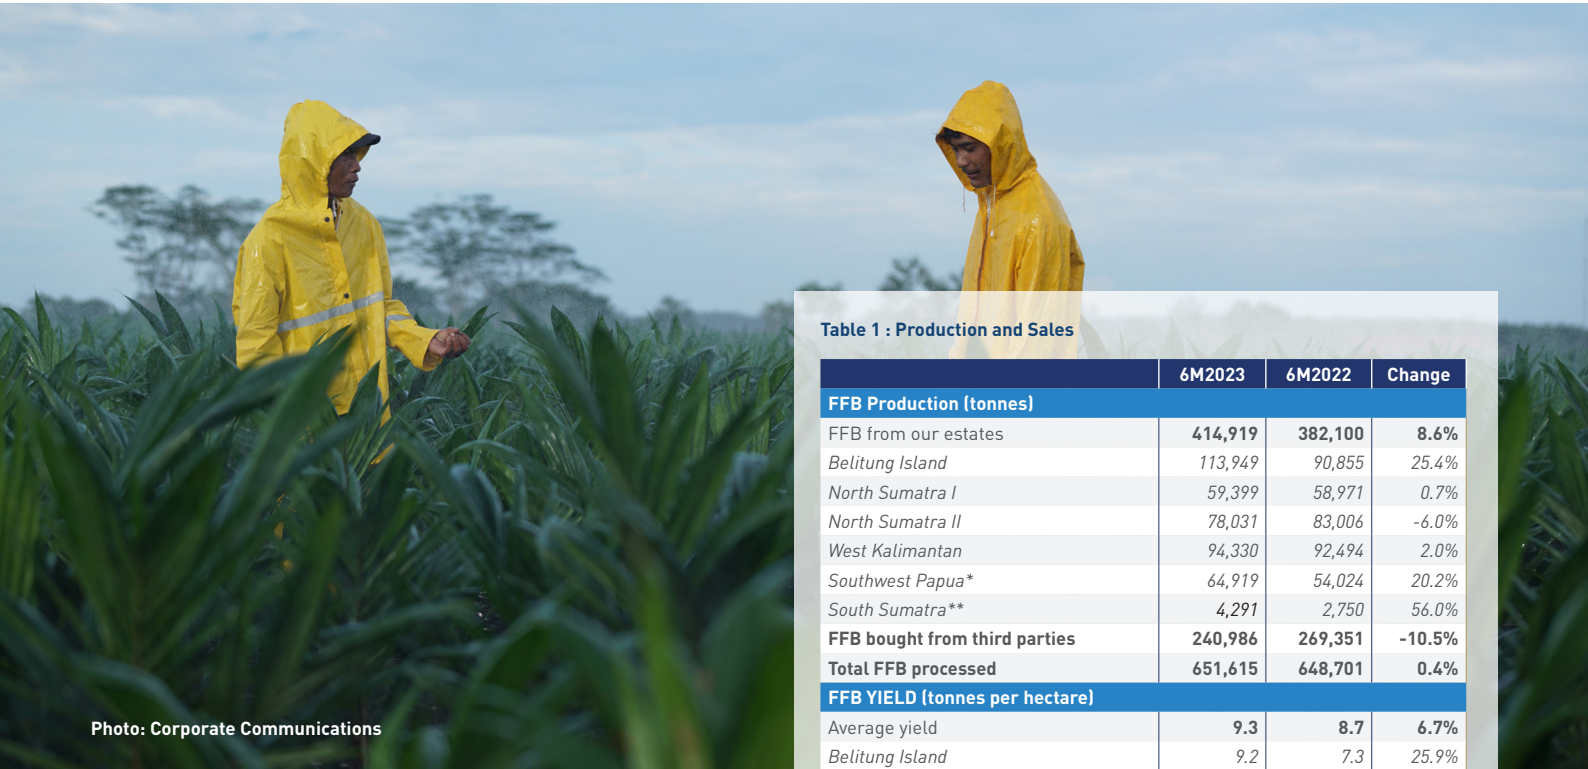 Table 1 : Production and Sales
6M2023 6M2022 Change
FFB Production (tonnes)
FFB from our estates 414,919 382,100 8.6%
Belitung Island 113,949 90,855 25.4%
North Sumatra I 59,399 58,971 0.7%
North Sumatra II 78,031 83,006 -6.0%
West Kalimantan 94,330 92,494 2.0%
Southwest Papua* 64,919 54,024 20.2%
South Sumatra** 4,291 2,750 56.0%
FFB bought from third parties 240,986 269,351 -10.5%
Total FFB processed 651,615 648,701 0.4%
FFB YIELD (tonnes per hectare)
Average yield 9.3 8.7 6.7%
Belitung Island 9.2 7.3 25.9%
Photo: Corporate Communications